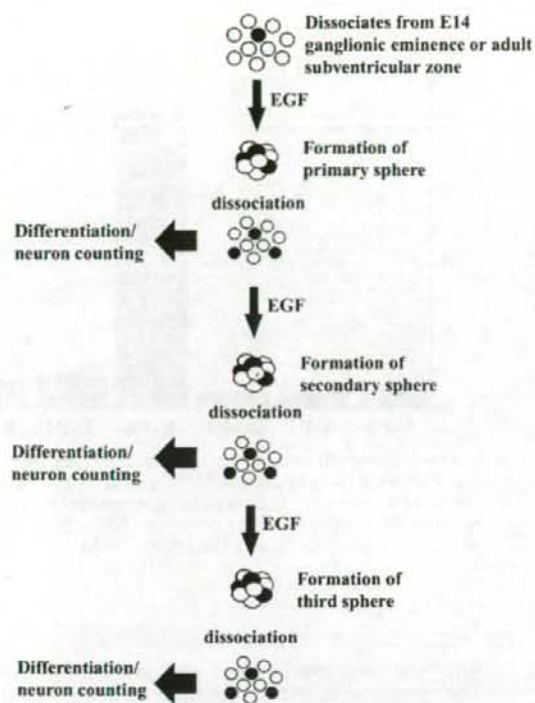 Dissociates from E14
ganglionic eminence or adult
subventricular zone
EGF
Formation of
primary sphere
dissociation
Differentiation/
neuron counting
EGF
Formation of
secondary sphere
dissociation
Differentiation/
neuron counting
EGF
Formation of
third sphere
dissociation
Differentiation/
neuron counting